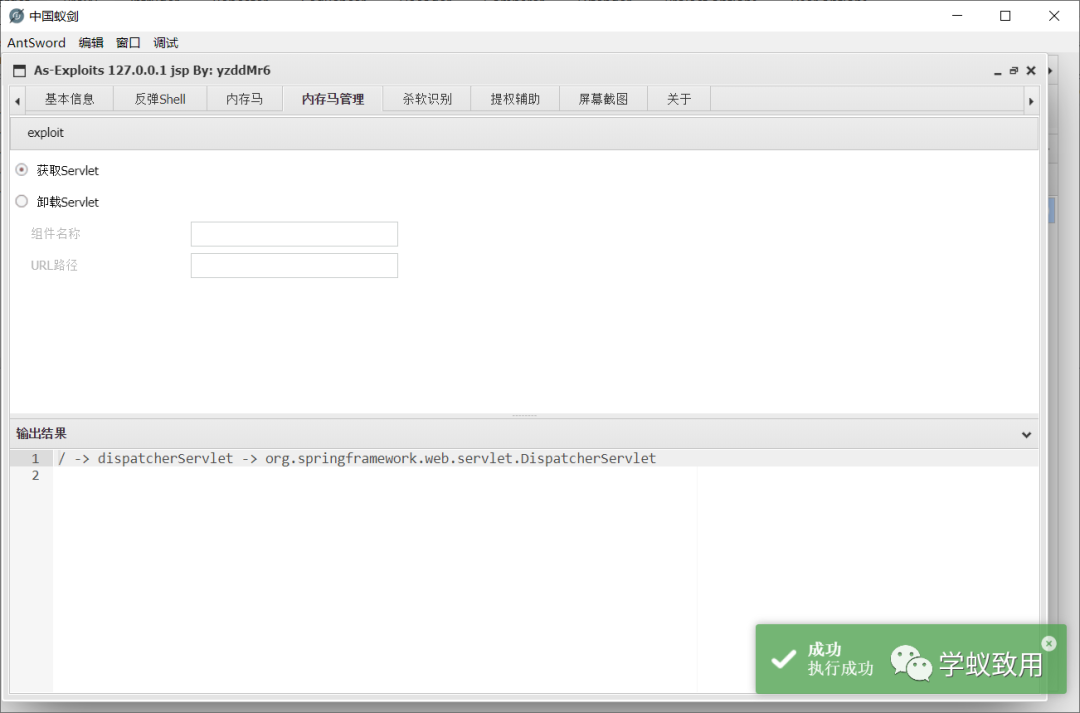 中国蚁剑
AntSword 编辑 窗口 调试
As-Exploits 127.0.0.1 jsp By: yzddMr6
基本信息 反弹Shell 内存马 内存马管理 杀软识别 提权辅助 屏幕截图 关于
exploit
获取Servlet
卸载Servlet
组件名称
URL路径
输出结果
1 / -> dispatcherServlet -> org.springframework.web.servlet.DispatcherServlet
2
成功
执行成功
学蚁致用